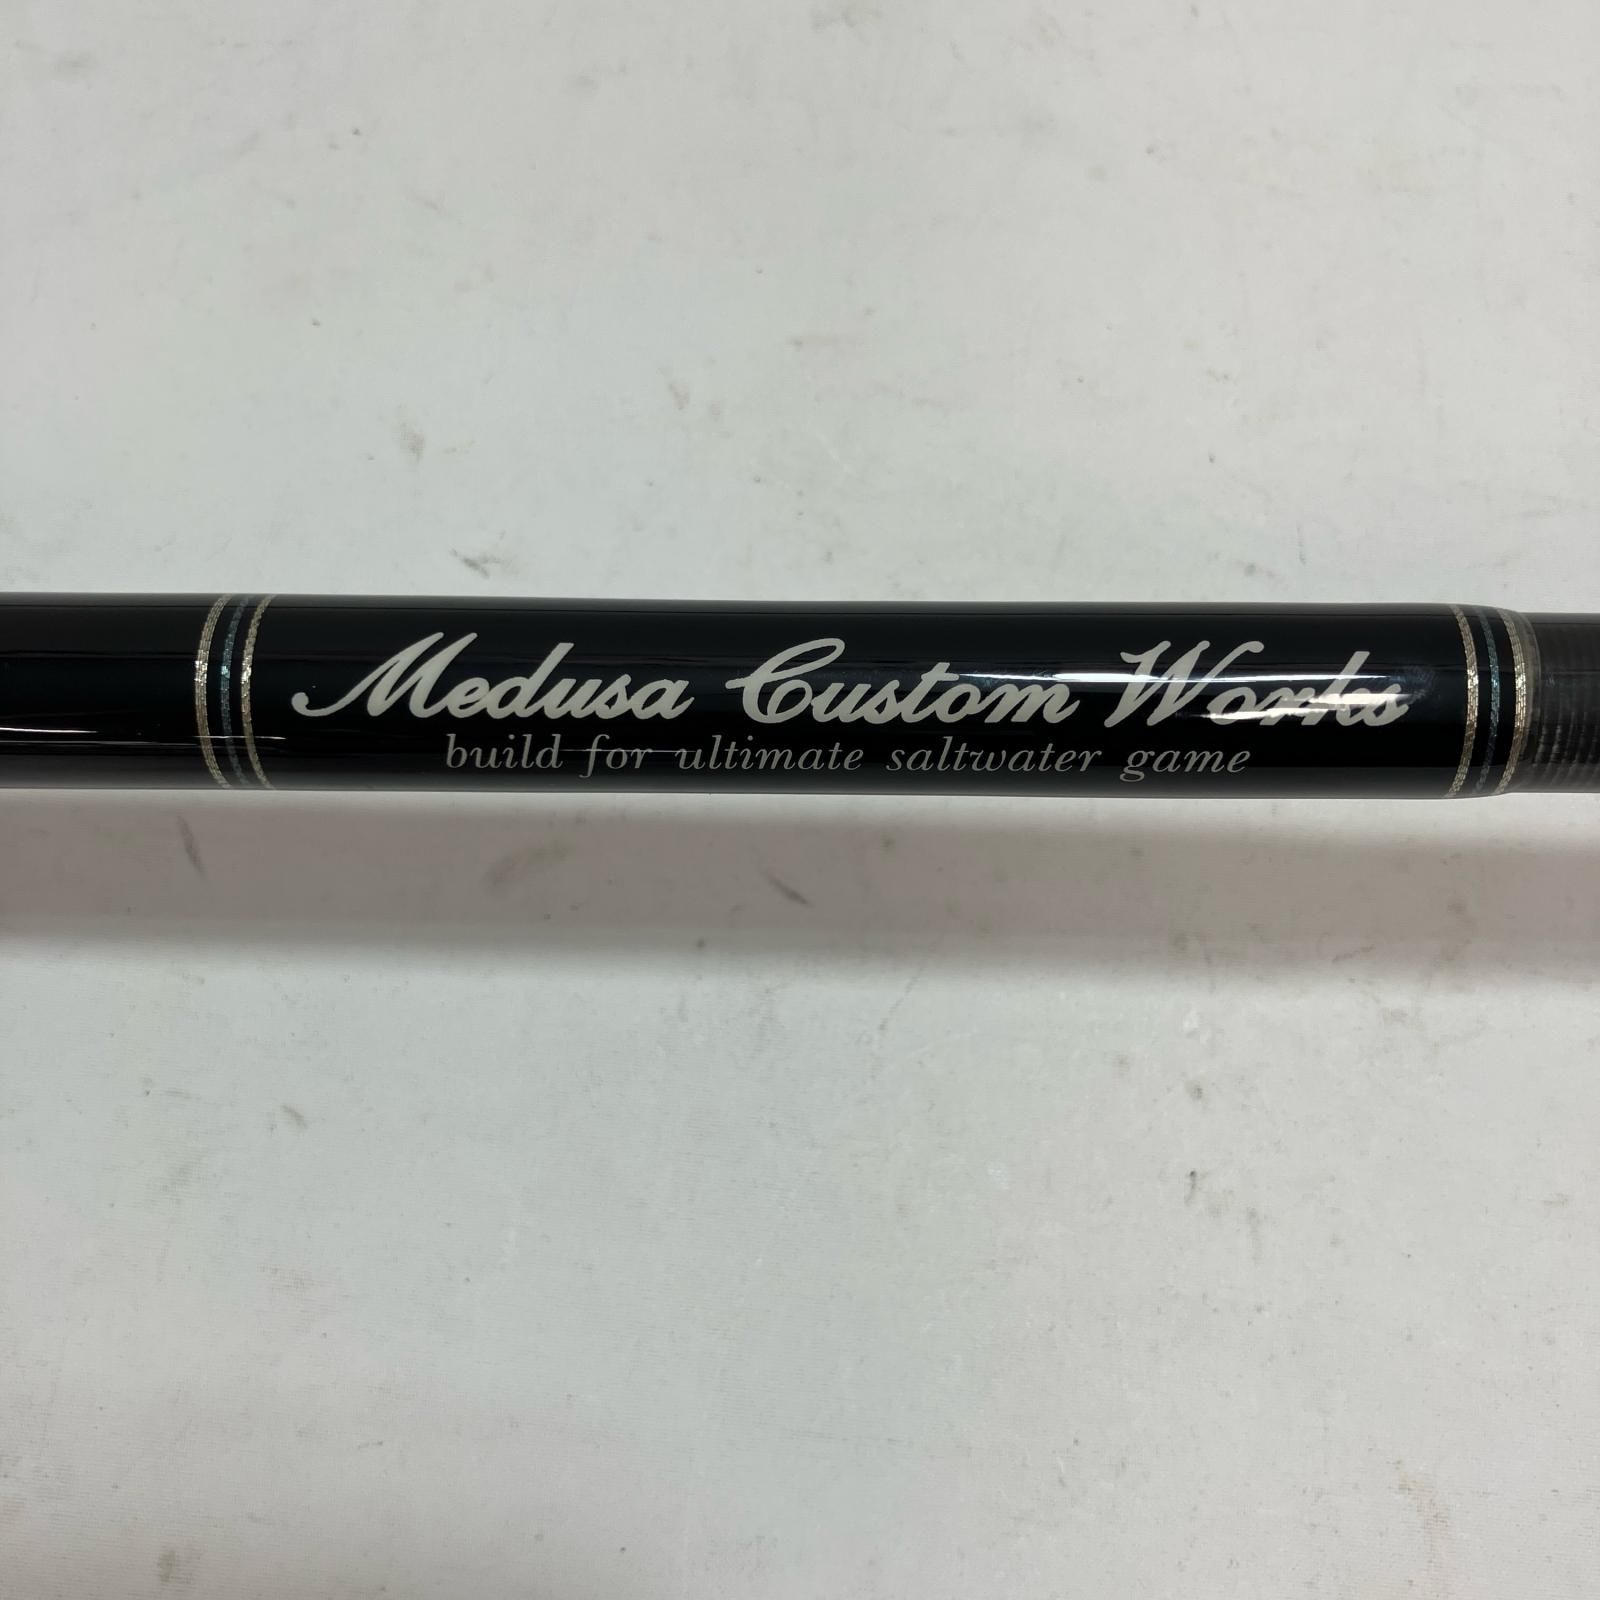 Medusa Custom Works
build for ultimate saltwater game